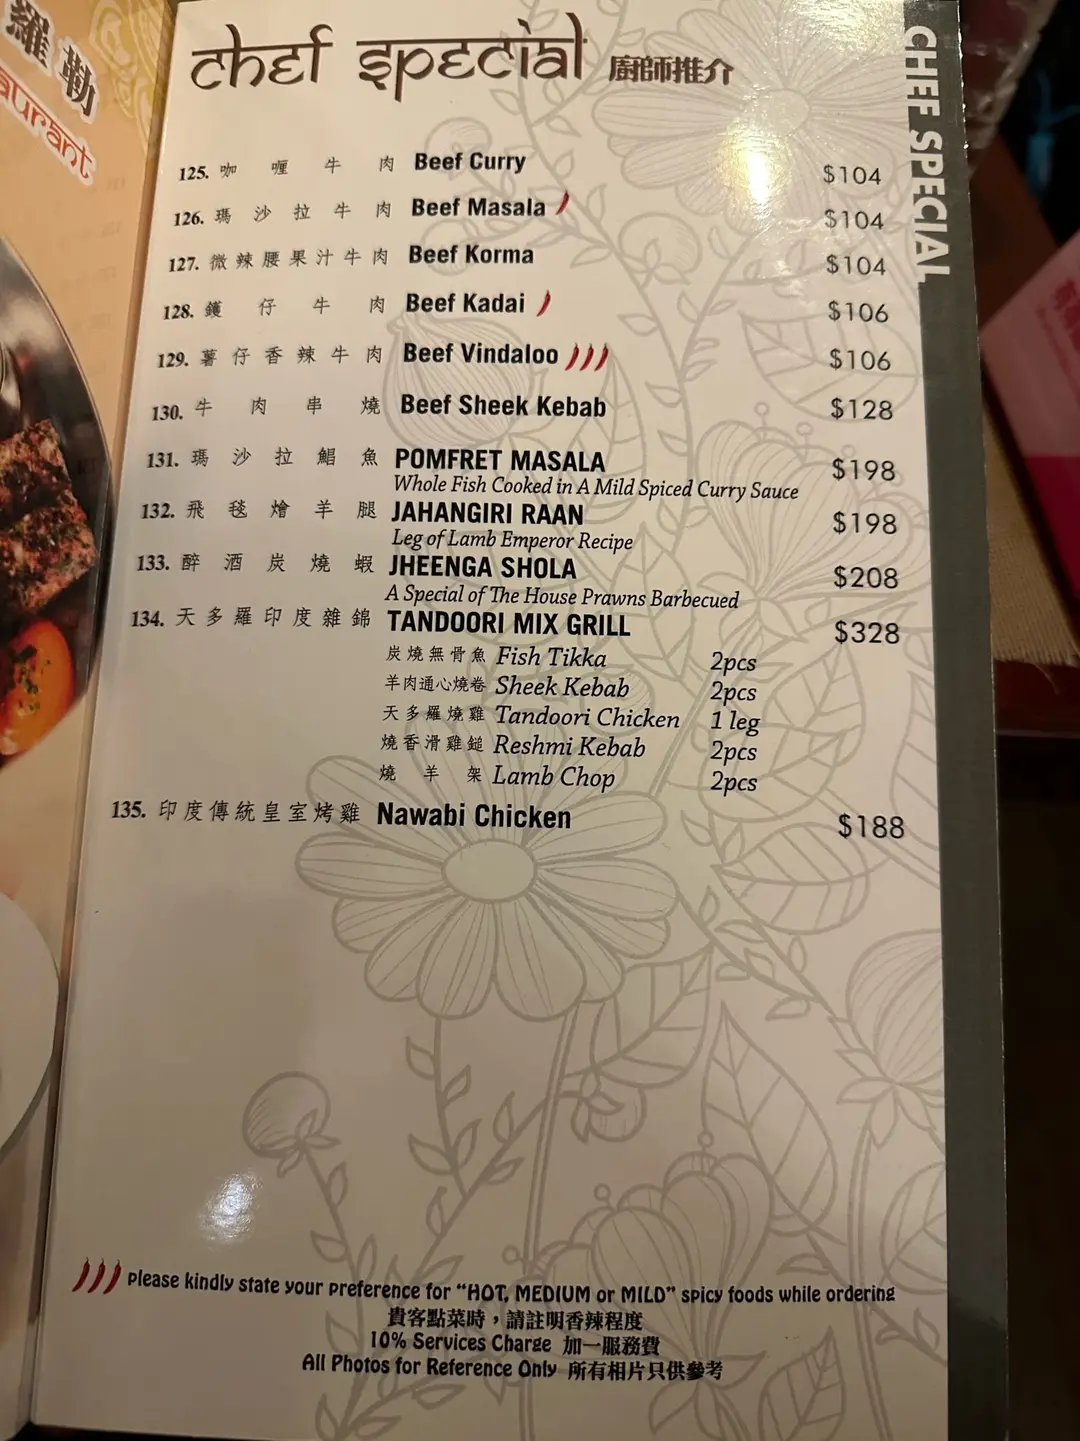 羅勒
aurant
chef special 廚師推介
CHEF SPECIAL
125. 咖喱牛肉 Beef Curry $104
126. 瑪沙拉牛肉 Beef Masala $104
127. 微辣腰果汁牛肉 Beef Korma $104
128. 鑊仔牛肉 Beef Kadai $106
129. 薯仔香辣牛肉 Beef Vindaloo $106
130. 牛肉串燒 Beef Sheek Kebab $128
131. 瑪沙拉鯧魚 POMFRET MASALA $198
Whole Fish Cooked in A Mild Spiced Curry Sauce
132. 飛毯燴羊腿 JAHANGIRI RAAN $198
Leg of Lamb Emperor Recipe
133. 醉酒炭燒蝦 JHEENGA SHOLA $208
A Special of The House Prawns Barbecued
134. 天多羅印度雜錦 TANDOORI MIX GRILL $328
炭燒無骨魚 Fish Tikka 2pcs
羊肉通心燒卷 Sheek Kebab 2pcs
天多羅燒雞 Tandoori Chicken 1 leg
燒香滑雞鎚 Reshmi Kebab 2pcs
燒羊架 Lamb Chop 2pcs
135. 印度傳統皇室烤雞 Nawabi Chicken $188
Please kindly state your preference for "HOT, MEDIUM or MILD" spicy foods while ordering
貴客點菜時，請註明香辣程度
10% Services Charge 加一服務費
All Photos for Reference Only 所有相片只供參考